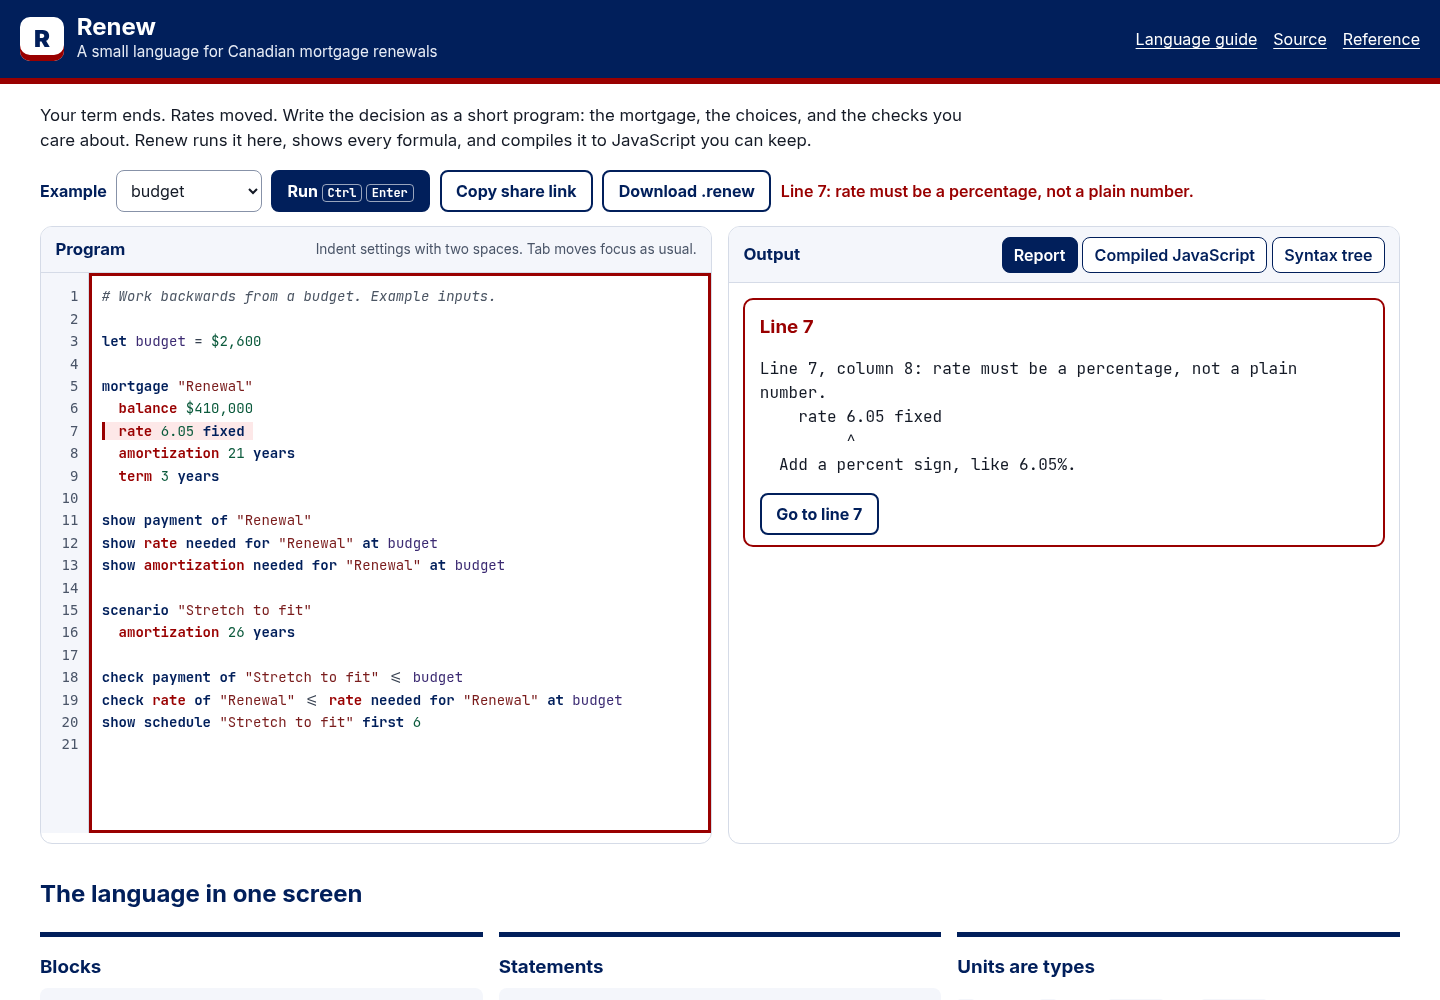 R
Renew
A small language for Canadian mortgage renewals
Language guide Source Reference
Your term ends. Rates moved. Write the decision as a short program: the mortgage, the choices, and the checks you
care about. Renew runs it here, shows every formula, and compiles it to JavaScript you can keep.
Example budget Run Ctrl Enter Copy share link Download .renew Line 7: rate must be a percentage, not a plain number.
Program Indent settings with two spaces. Tab moves focus as usual.
1 # Work backwards from a budget. Example inputs.
2
3 let budget = $2,600
4
5 mortgage "Renewal"
6   balance $410,000
7   rate 6.05 fixed
8   amortization 21 years
9   term 3 years
10
11 show payment of "Renewal"
12 show rate needed for "Renewal" at budget
13 show amortization needed for "Renewal" at budget
14
15 scenario "Stretch to fit"
16   amortization 26 years
17
18 check payment of "Stretch to fit" ⩽ budget
19 check rate of "Renewal" ⩽ rate needed for "Renewal" at budget
20 show schedule "Stretch to fit" first 6
21
Output Report Compiled JavaScript Syntax tree
Line 7
Line 7, column 8: rate must be a percentage, not a plain
number.
    rate 6.05 fixed
         ^
  Add a percent sign, like 6.05%.
Go to line 7
The language in one screen
Blocks
Statements
Units are types